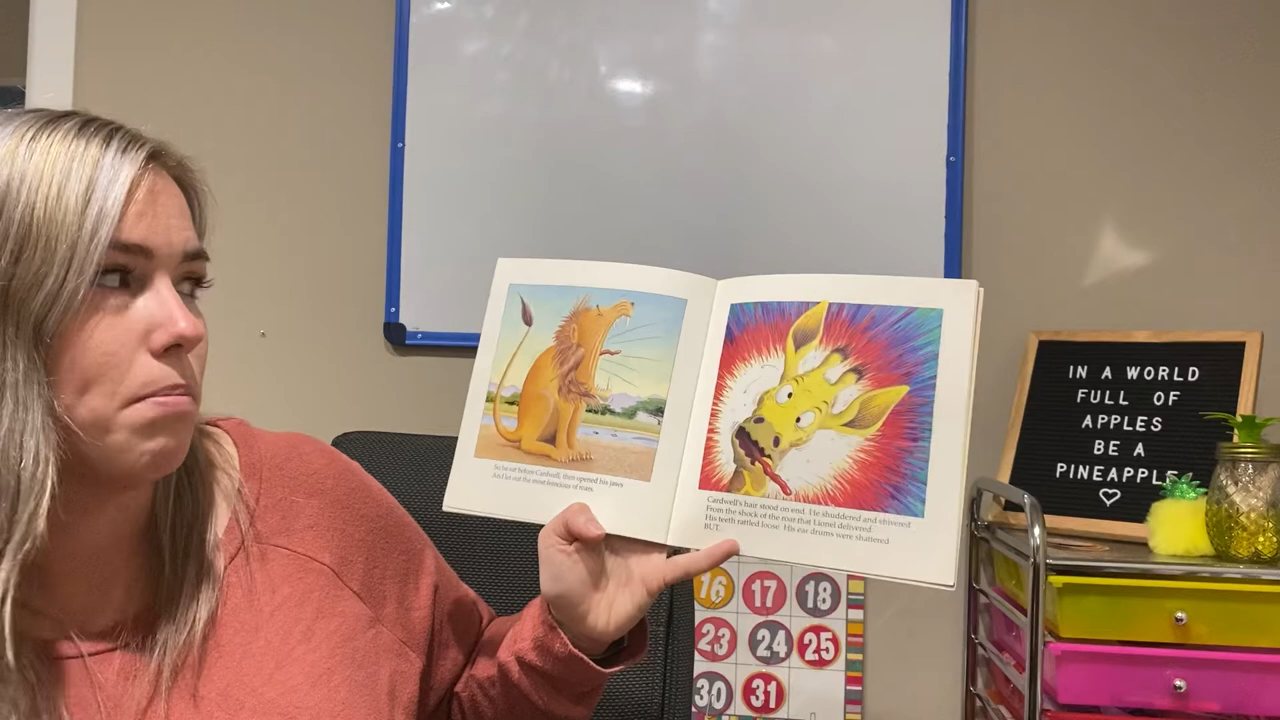 So he sat before Cardwell, then opened his jaws
And let out the most ferocious of roars.
Cardwell's hair stood on end. He shuddered and shivered
From the shock of the roar that Lionel delivered.
His teeth rattled loose. His ear drums were shattered
BUT
IN A WORLD
FULL OF
APPLES
BE A
PINEAPPLE
16 17 18
23 24 25
30 31